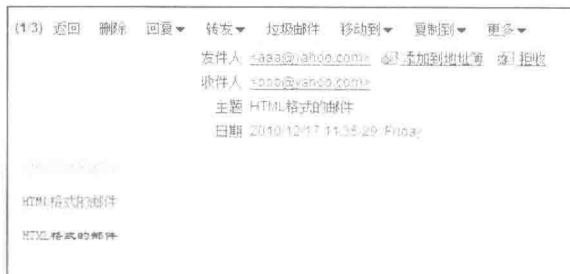 (1/3) 返回 删除 回复▼ 转发▼ 垃圾邮件 移动到▼ 复制到▼ 更多▼
发件人 <aaa@yahoo.com> 添加到地址簿 拒收
收件人
主题 HTML格式的邮件
日期 2010/12/17 11:35:29 Friday
HTML格式的邮件
HTML格式的邮件